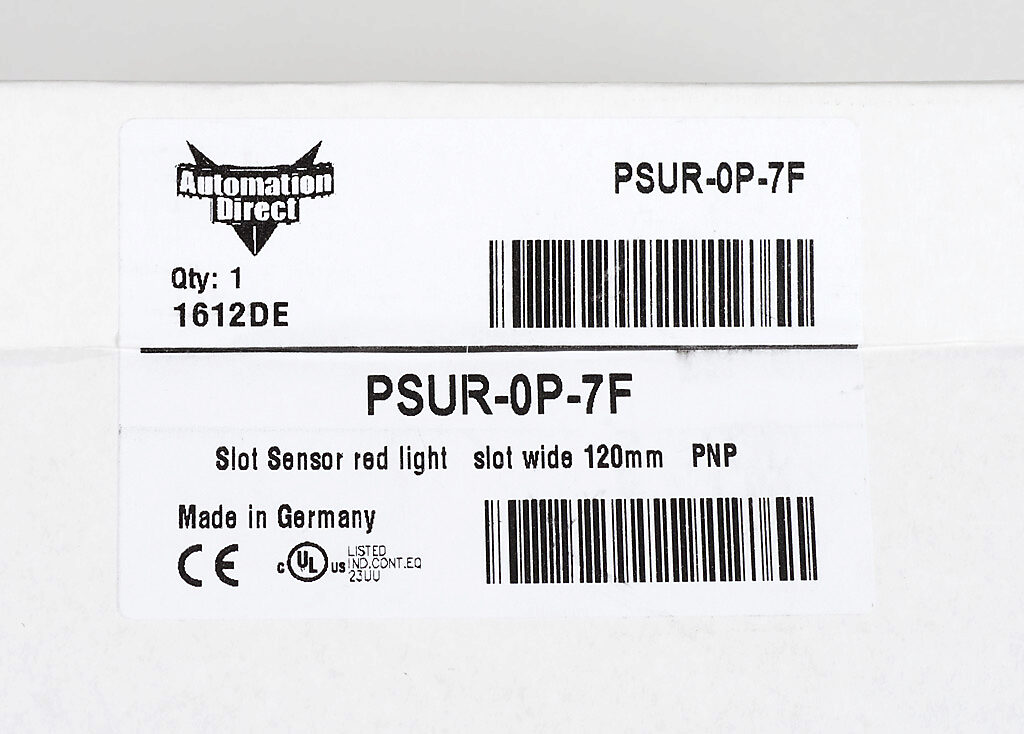 Automation
Direct
PSUR-0P-7F
Qty: 1
1612DE
PSUR-0P-7F
Slot Sensor red light slot wide 120mm PNP
Made in Germany
CE
c UL us LISTED
IND.CONT.EQ
23UU